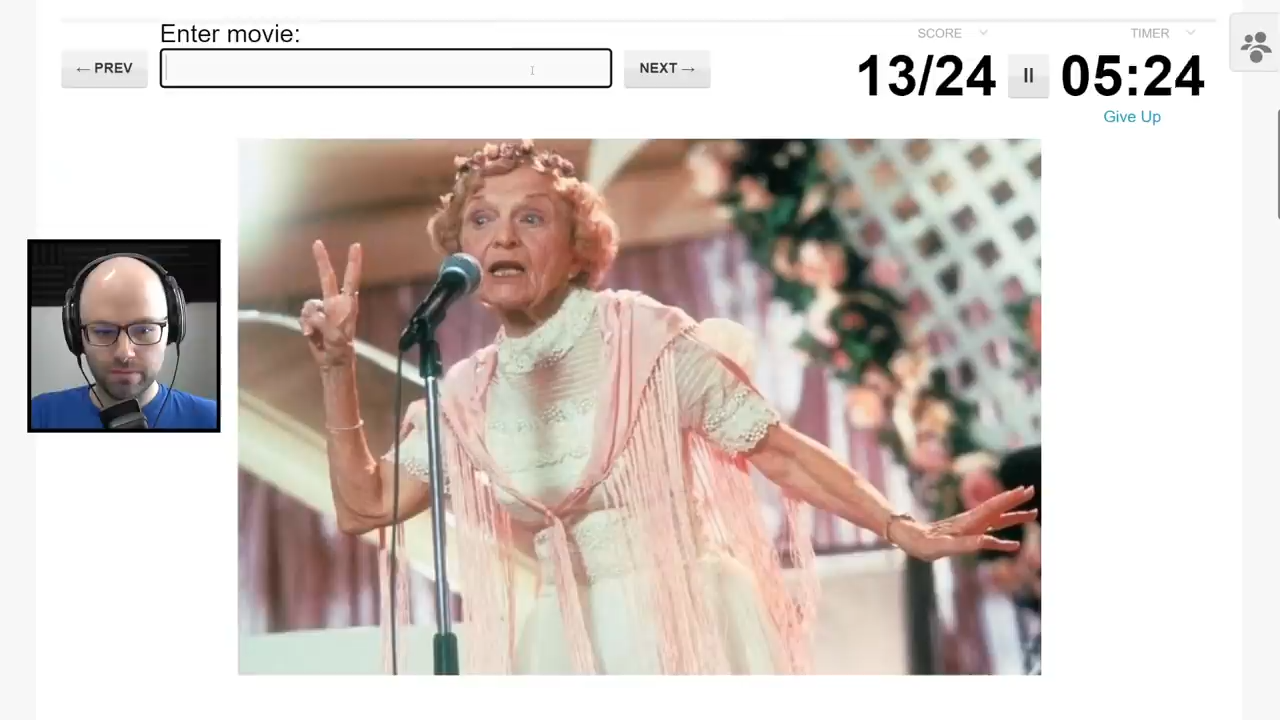 Enter movie:
SCORE
TIMER
← PREV
NEXT →
13/24
05:24
Give Up